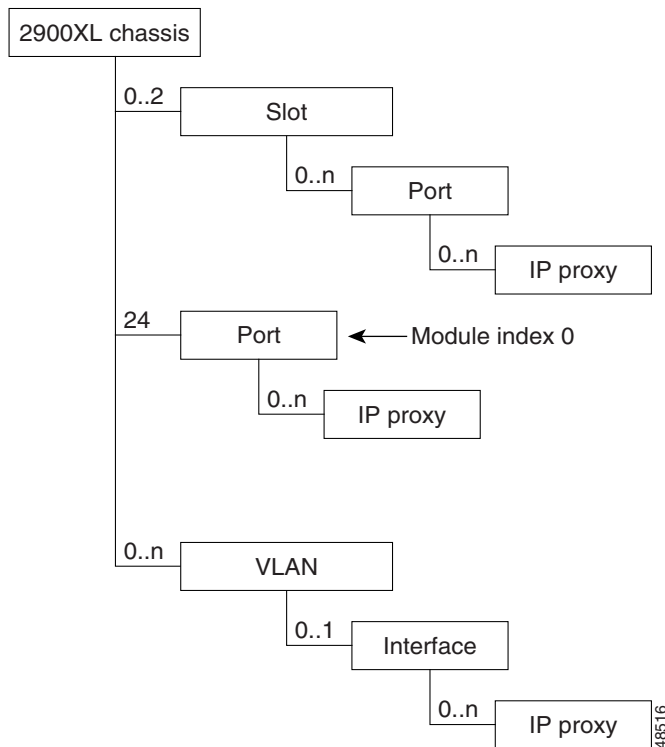 2900XL chassis
0..2
Slot
0..n
Port
0..n
IP proxy
24
Port
Module index 0
0..n
IP proxy
0..n
VLAN
0..1
Interface
0..n
IP proxy
48516